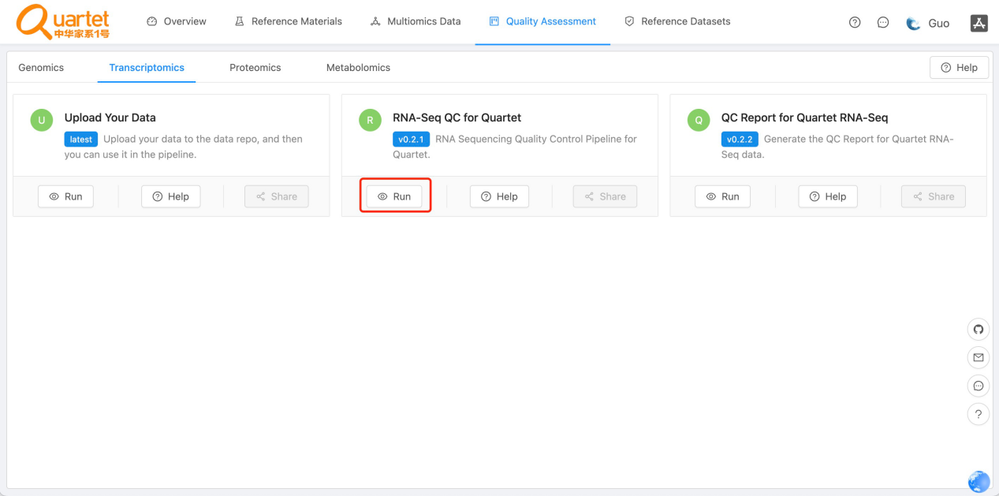 Quartet
中华家系1号
Overview
Reference Materials
Multiomics Data
Quality Assessment
Reference Datasets
Guo
Genomics
Transcriptomics
Proteomics
Metabolomics
Help
U
Upload Your Data
latest Upload your data to the data repo, and then
you can use it in the pipeline.
Run
Help
Share
R
RNA-Seq QC for Quartet
v0.2.1 RNA Sequencing Quality Control Pipeline for
Quartet.
Run
Help
Share
Q
QC Report for Quartet RNA-Seq
v0.2.2 Generate the QC Report for Quartet RNA-
Seq data.
Run
Help
Share